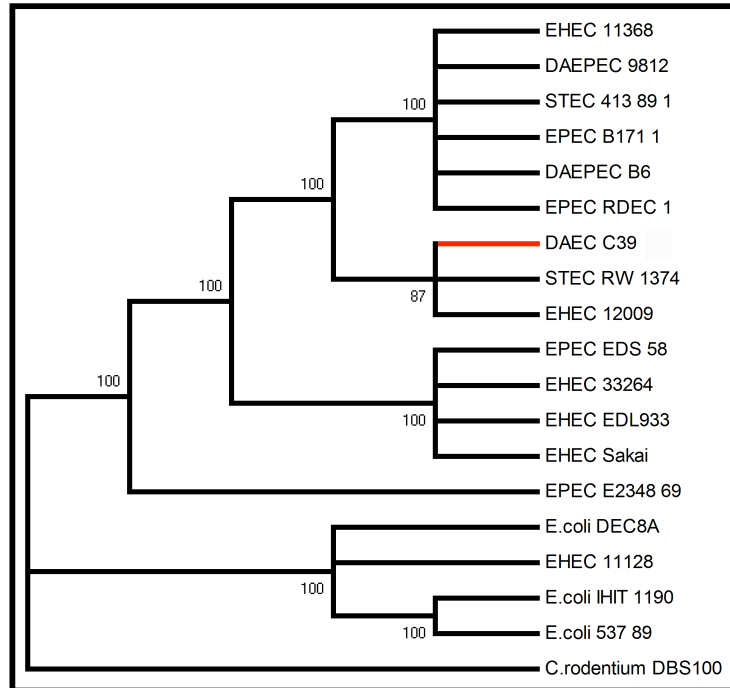 EHEC 11368
DAEPEC 9812
STEC 413 89 1
100
EPEC B171 1
DAEPEC B6
100
EPEC RDEC 1
DAEC C39
STEC RW 1374
100
87
EHEC 12009
EPEC EDS 58
100
EHEC 33264
EHEC EDL933
100
EHEC Sakai
EPEC E2348 69
E.coli DEC8A
EHEC 11128
100
E.coli IHIT 1190
100
E.coli 537 89
C.rodentium DBS100